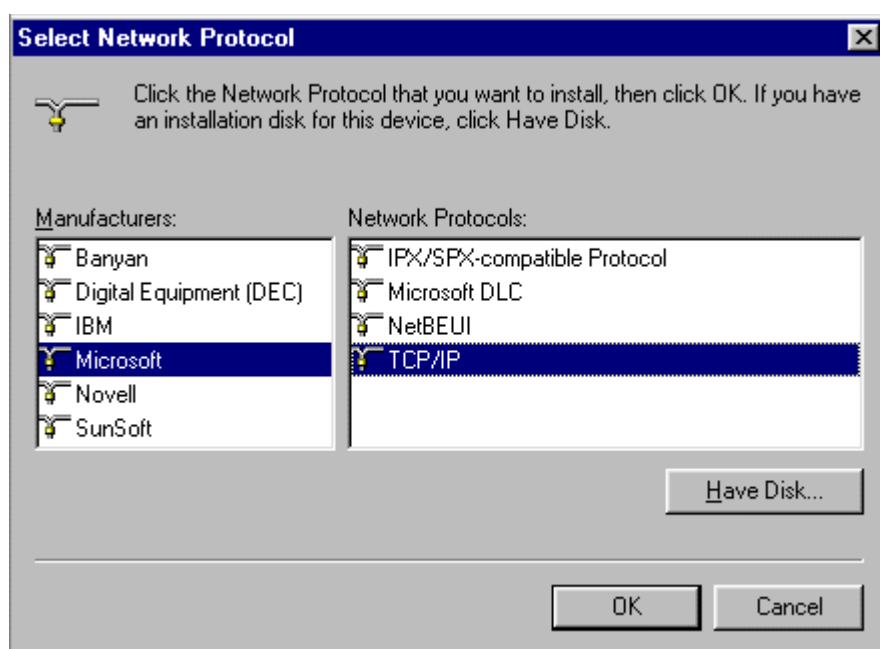 Select Network Protocol
Click the Network Protocol that you want to install, then click OK. If you have
an installation disk for this device, click Have Disk.
Manufacturers:
Banyan
Digital Equipment (DEC)
IBM
Microsoft
Novell
SunSoft
Network Protocols:
IPX/SPX-compatible Protocol
Microsoft DLC
NetBEUI
TCP/IP
Have Disk...
OK
Cancel